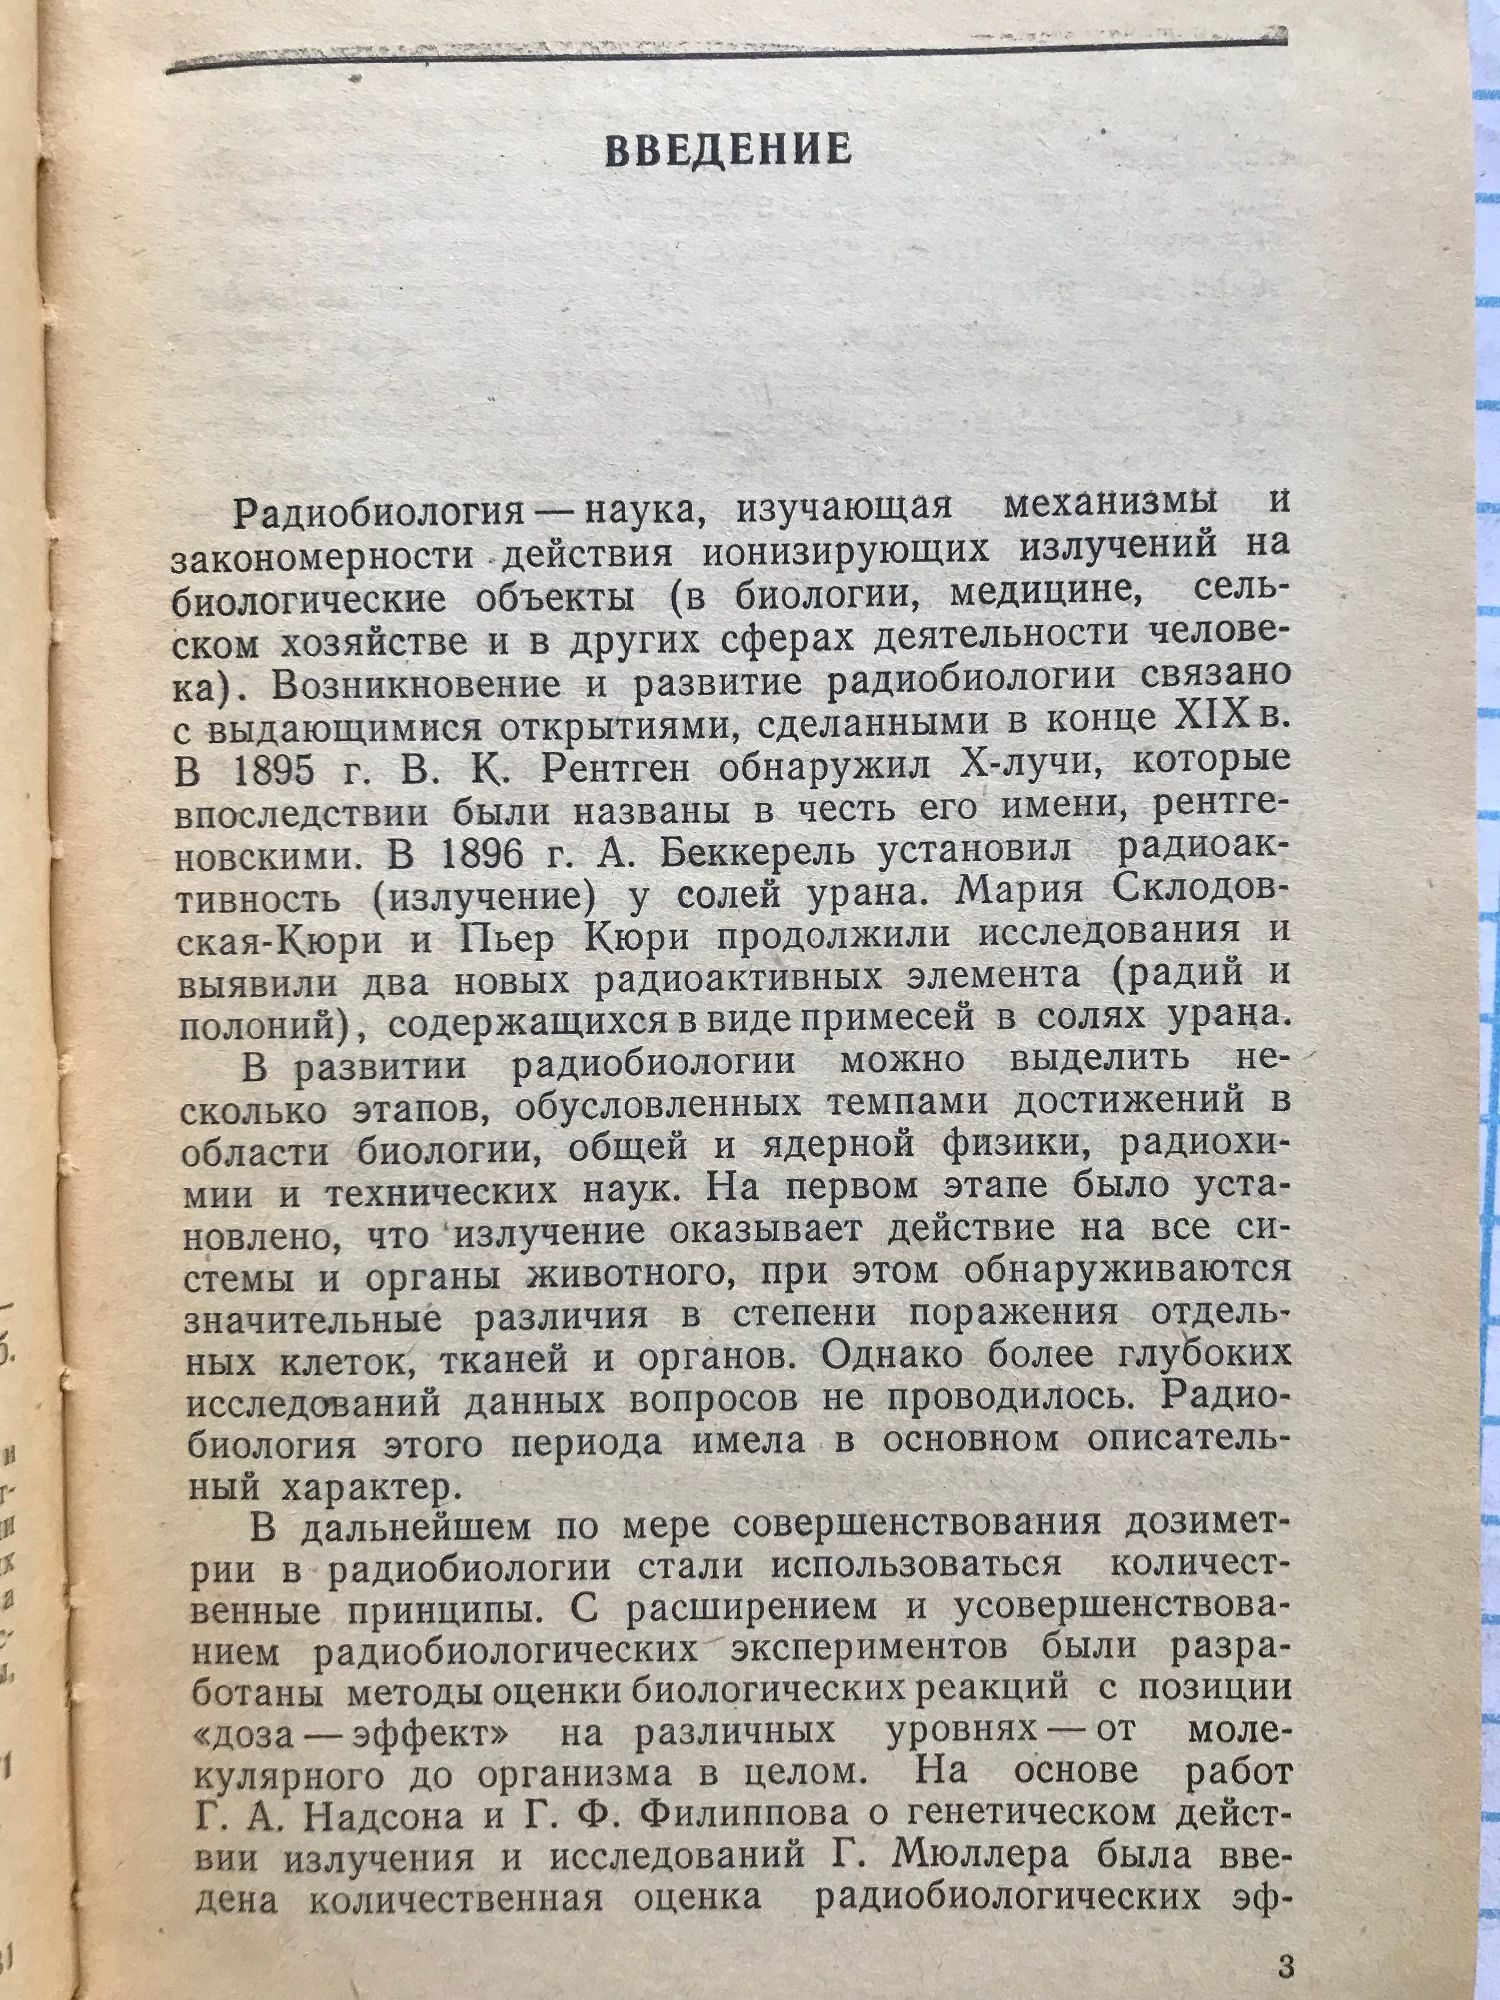 ВВЕДЕНИЕ
Радиобиология — наука, изучающая механизмы и
закономерности действия ионизирующих излучений на
биологические объекты (в биологии, медицине, сель-
ском хозяйстве и в других сферах деятельности челове-
ка). Возникновение и развитие радиобиологии связано
с выдающимися открытиями, сделанными в конце XIX в.
В 1895 г. В. К. Рентген обнаружил X-лучи, которые
впоследствии были названы в честь его имени, рентге-
новскими. В 1896 г. А. Беккерель установил радиоак-
тивность (излучение) у солей урана. Мария Склодов-
ская-Кюри и Пьер Кюри продолжили исследования и
выявили два новых радиоактивных элемента (радий и
полоний), содержащихся в виде примесей в солях урана.
В развитии радиобиологии можно выделить не-
сколько этапов, обусловленных темпами достижений в
области биологии, общей и ядерной физики, радиохи-
мии и технических наук. На первом этапе было уста-
новлено, что излучение оказывает действие на все си-
стемы и органы животного, при этом обнаруживаются
значительные различия в степени поражения отдель-
ных клеток, тканей и органов. Однако более глубоких
исследований данных вопросов не проводилось. Радио-
биология этого периода имела в основном описатель-
ный характер.
В дальнейшем по мере совершенствования дозимет-
рии в радиобиологии стали использоваться количест-
венные принципы. С расширением и усовершенствова-
нием радиобиологических экспериментов были разра-
ботаны методы оценки биологических реакций с позиции
«доза — эффект» на различных уровнях — от моле-
кулярного до организма в целом. На основе работ
Г. А. Надсона и Г. Ф. Филиппова о генетическом дейст-
вии излучения и исследований Г. Мюллера была вве-
дена количественная оценка радиобиологических эф-
3